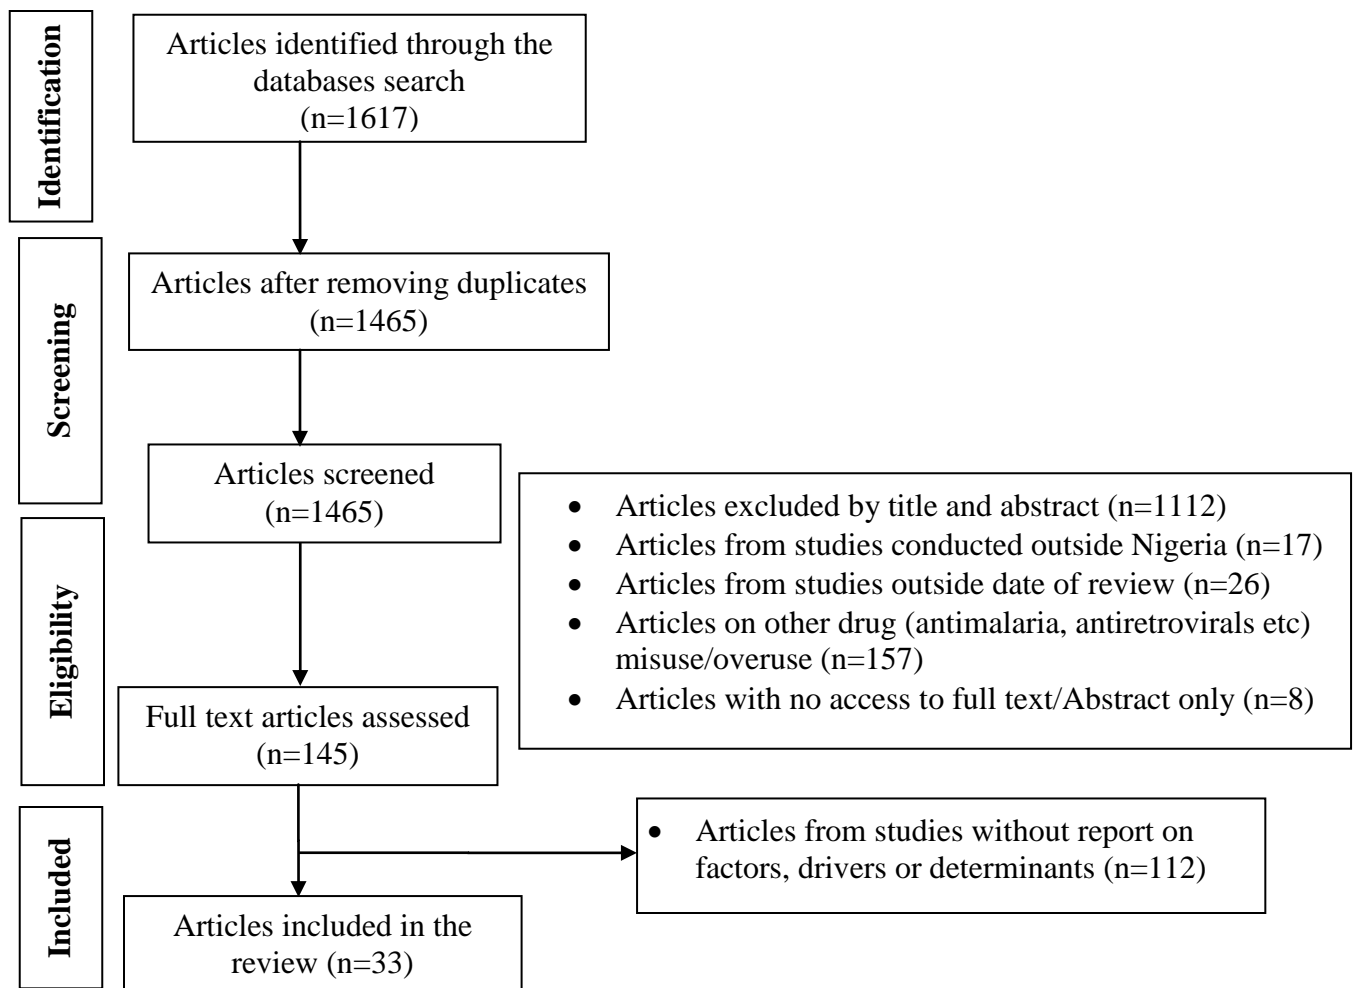 Identification
Articles identified through the
databases search
(n=1617)
Screening
Articles after removing duplicates
(n=1465)
Articles screened
(n=1465)
• Articles excluded by title and abstract (n=1112)
• Articles from studies conducted outside Nigeria (n=17)
• Articles from studies outside date of review (n=26)
• Articles on other drug (antimalaria, antiretrovirals etc)
misuse/overuse (n=157)
• Articles with no access to full text/Abstract only (n=8)
Eligibility
Full text articles assessed
(n=145)
• Articles from studies without report on
factors, drivers or determinants (n=112)
Included
Articles included in the
review (n=33)